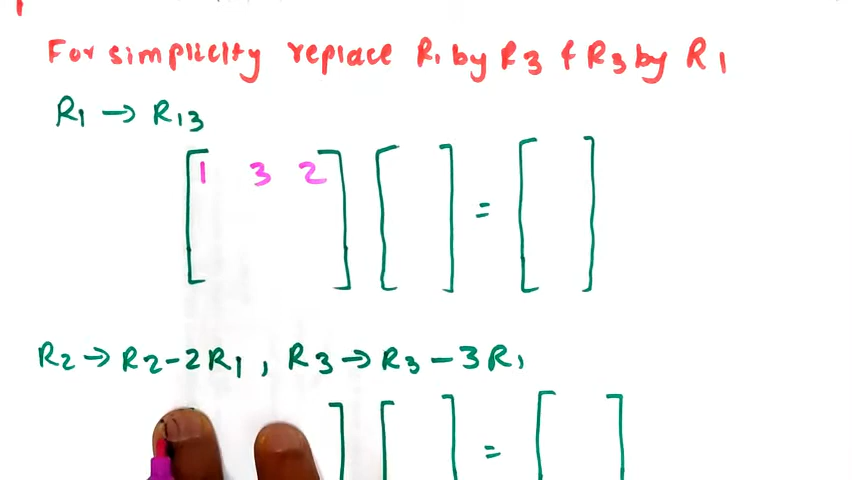 For simplicity replace R1 by R3 & R3 by R1
R1 → R13
[1 3 2] [ ] = [ ]
R2 → R2 - 2R1, R3 → R3 - 3R1
] [ ] = [ ]